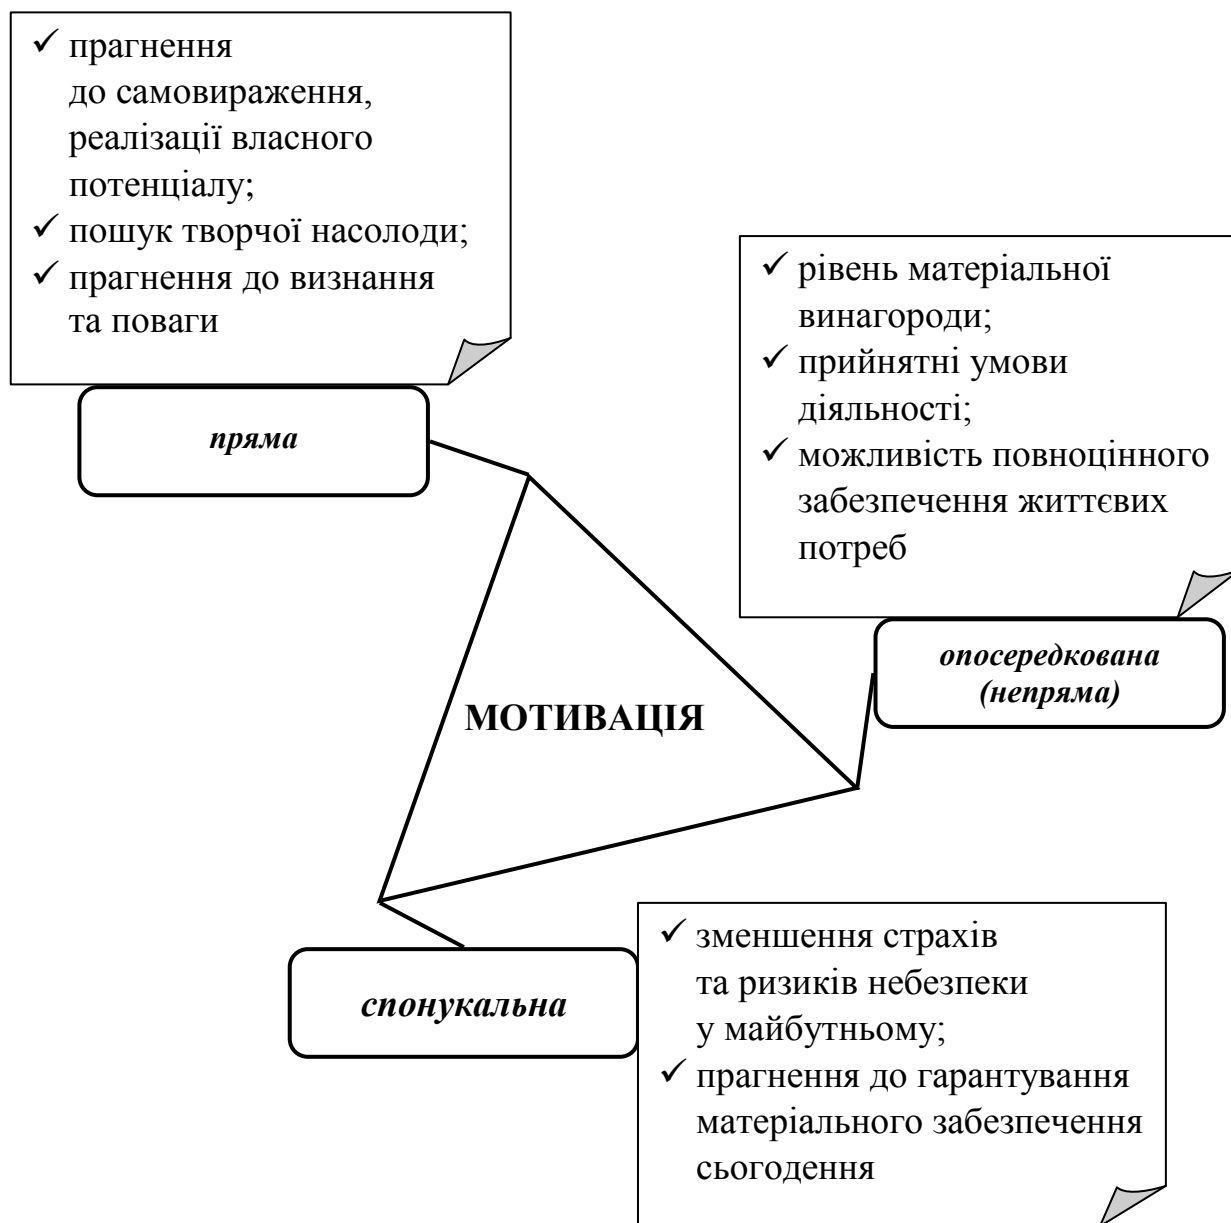 ✓ прагнення
до самовираження,
реалізації власного
потенціалу;
✓ пошук творчої насолоди;
✓ прагнення до визнання
та поваги
пряма
✓ рівень матеріальної
винагороди;
✓ прийнятні умови
діяльності;
✓ можливість повноцінного
забезпечення життєвих
потреб
опосередкована
(непряма)
МОТИВАЦІЯ
спонукальна
✓ зменшення страхів
та ризиків небезпеки
у майбутньому;
✓ прагнення до гарантування
матеріального забезпечення
сьогодення